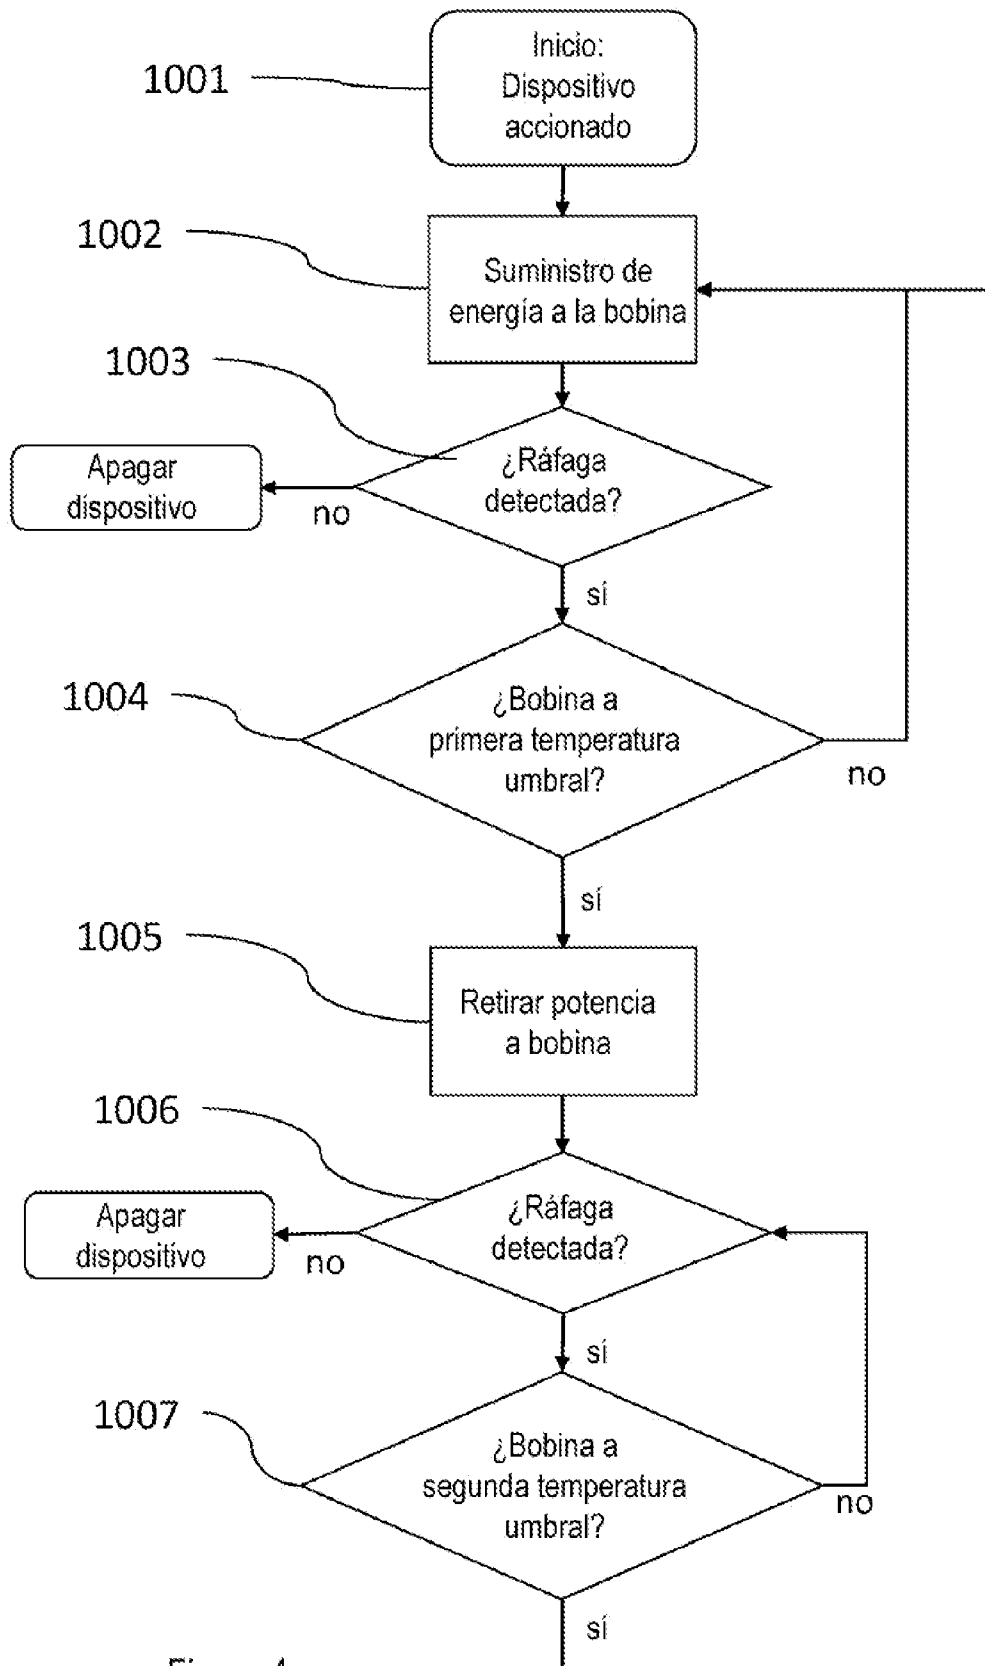 1001
Inicio:
Dispositivo
accionado
1002
Suministro de
energía a la bobina
1003
¿Ráfaga
detectada?
Apagar
dispositivo
no
sí
1004
¿Bobina a
primera temperatura
umbral?
no
sí
1005
Retirar potencia
a bobina
1006
¿Ráfaga
detectada?
Apagar
dispositivo
no
sí
1007
¿Bobina a
segunda temperatura
umbral?
no
sí